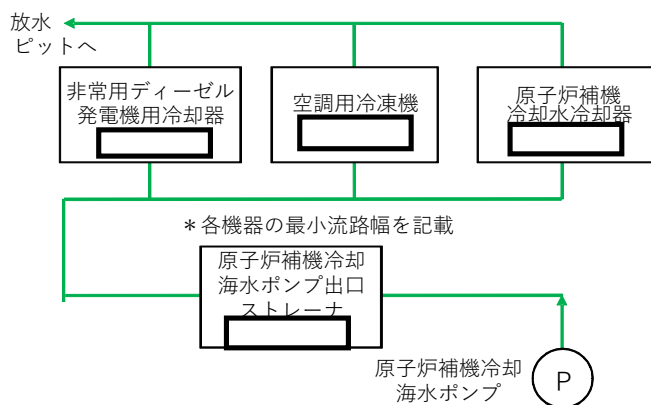 放水
ピットへ
非常用ディーゼル
発電機用冷却器
空調用冷凍機
原子炉補機
冷却水冷却器
＊各機器の最小流路幅を記載
原子炉補機冷却
海水ポンプ出口
ストレーナ
原子炉補機冷却
海水ポンプ
P